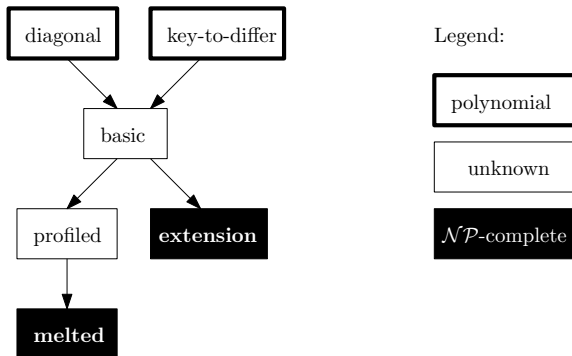 diagonal
key-to-differ
basic
profiled
extension
melted
Legend:
polynomial
unknown
𝒩𝒫-complete